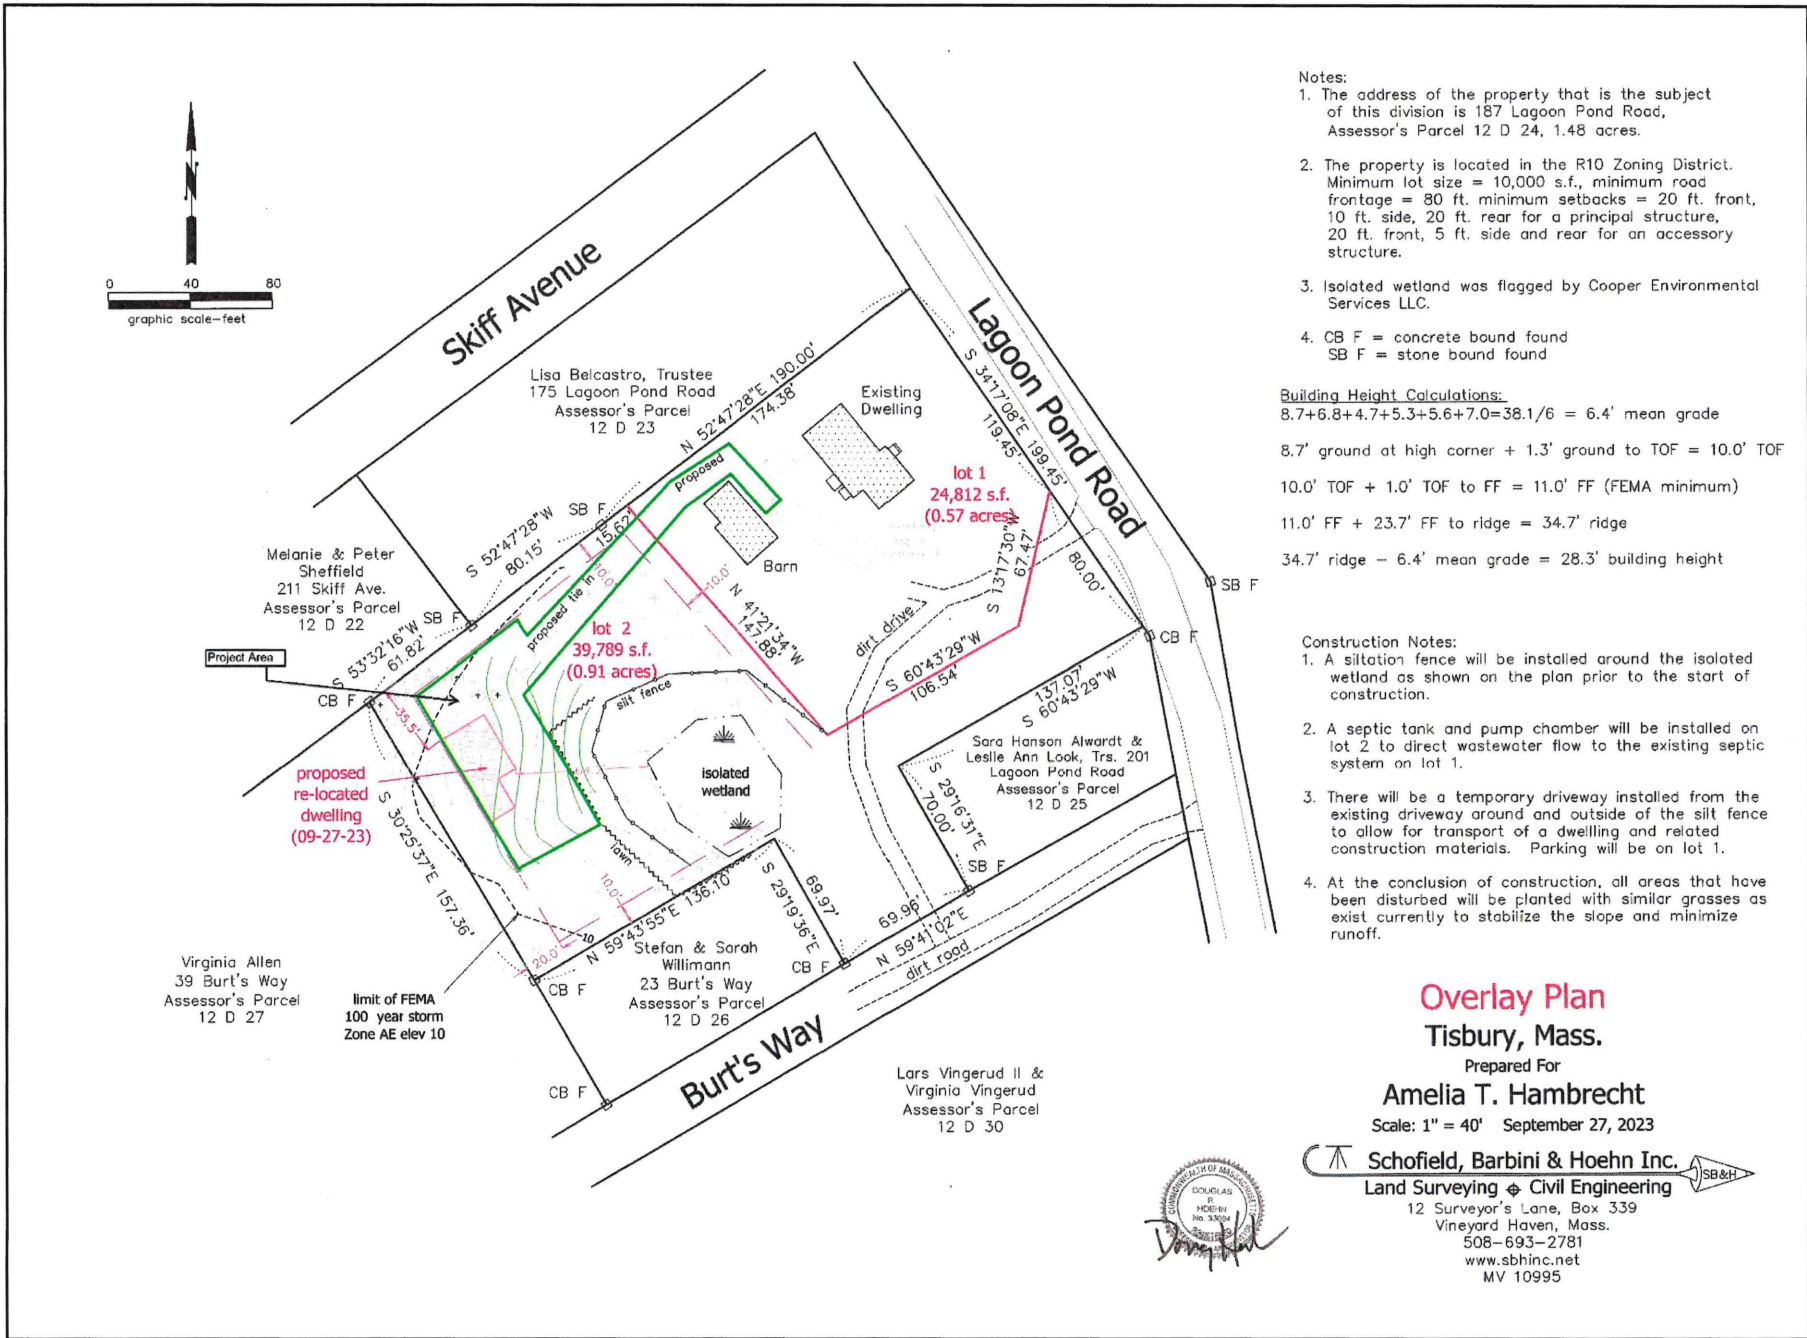 0 40 80
graphic scale-feet
Skiff Avenue
Lagoon Pond Road
Burt's Way
Lisa Belcastro, Trustee
175 Lagoon Pond Road
Assessor's Parcel
12 D 23
N 52°47'28"E 190.00'
174.38'
Existing
Dwelling
S 34°17'08"E 199.45'
119.45'
80.00'
lot 1
24,812 s.f.
(0.57 acres)
proposed
Barn
SB F
15.62'
S 52°47'28"W
80.15'
Melanie & Peter
Sheffield
211 Skiff Ave.
Assessor's Parcel
12 D 22
SB F
S 53°32'16"W
61.82'
Project Area
CB F
35.5'
10.0'
10.0'
proposed tie in
lot 2
39,789 s.f.
(0.91 acres)
N 41°21'34"W
147.88'
S 13°17'30"W
67.47'
dirt drive
S 60°43'29"W
106.54'
137.07'
S 60°43'29"W
SB F
CB F
silt fence
isolated
wetland
proposed
re-located
dwelling
(09-27-23)
S 30°25'37"E 157.36'
lawn
10.0'
20.0'
10
N 59°43'55"E 136.10'
S 29°19'36"E
69.97'
Sara Hanson Alwardt &
Leslie Ann Look, Trs. 201
Lagoon Pond Road
Assessor's Parcel
12 D 25
S 29°16'31"E
70.00'
SB F
69.96'
N 59°41'02"E
dirt road
CB F
Stefan & Sarah
Willimann
23 Burt's Way
Assessor's Parcel
12 D 26
CB F
CB F
Virginia Allen
39 Burt's Way
Assessor's Parcel
12 D 27
limit of FEMA
100 year storm
Zone AE elev 10
Lars Vingerud II &
Virginia Vingerud
Assessor's Parcel
12 D 30
Notes:
1. The address of the property that is the subject
of this division is 187 Lagoon Pond Road,
Assessor's Parcel 12 D 24, 1.48 acres.
2. The property is located in the R10 Zoning District.
Minimum lot size = 10,000 s.f., minimum road
frontage = 80 ft. minimum setbacks = 20 ft. front,
10 ft. side, 20 ft. rear for a principal structure,
20 ft. front, 5 ft. side and rear for an accessory
structure.
3. Isolated wetland was flagged by Cooper Environmental
Services LLC.
4. CB F = concrete bound found
SB F = stone bound found
Building Height Calculations:
8.7+6.8+4.7+5.3+5.6+7.0=38.1/6 = 6.4' mean grade
8.7' ground at high corner + 1.3' ground to TOF = 10.0' TOF
10.0' TOF + 1.0' TOF to FF = 11.0' FF (FEMA minimum)
11.0' FF + 23.7' FF to ridge = 34.7' ridge
34.7' ridge - 6.4' mean grade = 28.3' building height
Construction Notes:
1. A siltation fence will be installed around the isolated
wetland as shown on the plan prior to the start of
construction.
2. A septic tank and pump chamber will be installed on
lot 2 to direct wastewater flow to the existing septic
system on lot 1.
3. There will be a temporary driveway installed from the
existing driveway around and outside of the silt fence
to allow for transport of a dwelling and related
construction materials. Parking will be on lot 1.
4. At the conclusion of construction, all areas that have
been disturbed will be planted with similar grasses as
exist currently to stabilize the slope and minimize
runoff.
Overlay Plan
Tisbury, Mass.
Prepared For
Amelia T. Hambrecht
Scale: 1" = 40' September 27, 2023
Schofield, Barbini & Hoehn Inc.
SB&H
Land Surveying Civil Engineering
12 Surveyor's Lane, Box 339
Vineyard Haven, Mass.
508-693-2781
www.sbhinc.net
MV 10995
COMMONWEALTH OF MASSACHUSETTS
DOUGLAS
R
HOEHN